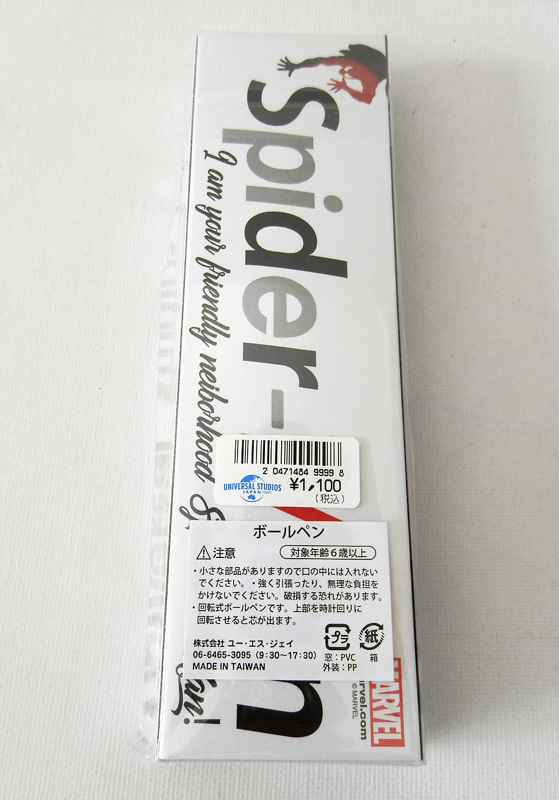 Spider-
n
I am your friendly neiborhood
an!
2 0471484 9999 8
UNIVERSAL STUDIOS
JAPAN
¥1,100
(税込)
ボールペン
⚠注意
対象年齢6歳以上
・小さな部品がありますので口の中には入れない
でください。・強く引張ったり、無理な負担を
かけないでください。破損する恐れがあります。
・回転式ボールペンです。上部を時計回りに
回転させると芯が出ます。
株式会社 ユー・エス・ジェイ
06-6465-3095（9:30～17:30）
MADE IN TAIWAN
プラ
紙
窓：PVC 箱
外装：PP
MARVEL
arvel.com
© MARVEL